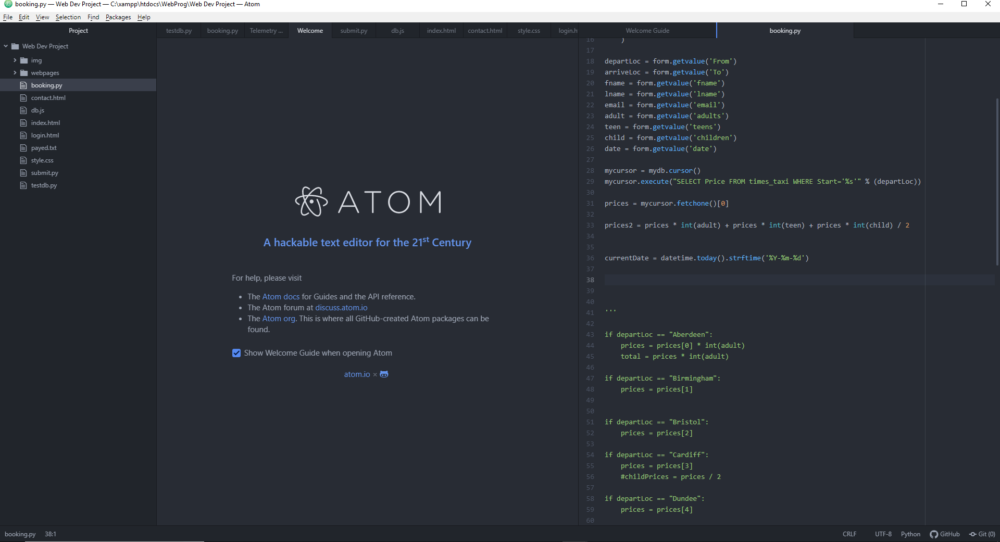 booking.py — Web Dev Project — C:\xampp\htdocs\WebProg\Web Dev Project — Atom
File Edit View Selection Find Packages Help
Project
testdb.py booking.py Telemetry ... Welcome submit.py db.js index.html contact.html style.css login.h
Welcome Guide booking.py
Web Dev Project
img
webpages
booking.py
contact.html
db.js
index.html
login.html
payed.txt
style.css
submit.py
testdb.py
ATOM
A hackable text editor for the 21st Century
For help, please visit
• The Atom docs for Guides and the API reference.
• The Atom forum at discuss.atom.io
• The Atom org. This is where all GitHub-created Atom packages can be
found.
Show Welcome Guide when opening Atom
atom.io ×
16     )
17
18 departLoc = form.getvalue('From')
19 arriveLoc = form.getvalue('To')
20 fname = form.getvalue('fname')
21 lname = form.getvalue('lname')
22 email = form.getvalue('email')
23 adult = form.getvalue('adults')
24 teen = form.getvalue('teens')
25 child = form.getvalue('children')
26 date = form.getvalue('date')
27
28 mycursor = mydb.cursor()
29 mycursor.execute("SELECT Price FROM times_taxi WHERE Start='%s'" % (departLoc))
30
31 prices = mycursor.fetchone()[0]
32
33 prices2 = prices * int(adult) + prices * int(teen) + prices * int(child) / 2
34
35
36 currentDate = datetime.today().strftime('%Y-%m-%d')
37
38
39
40
41 '''
42
43 if departLoc == "Aberdeen":
44     prices = prices[0] * int(adult)
45     total = prices * int(adult)
46
47 if departLoc == "Birmingham":
48     prices = prices[1]
49
50
51 if departLoc == "Bristol":
52     prices = prices[2]
53
54 if departLoc == "Cardiff":
55     prices = prices[3]
56     #childPrices = prices / 2
57
58 if departLoc == "Dundee":
59     prices = prices[4]
60
booking.py 38:1
CRLF UTF-8 Python GitHub Git (0)